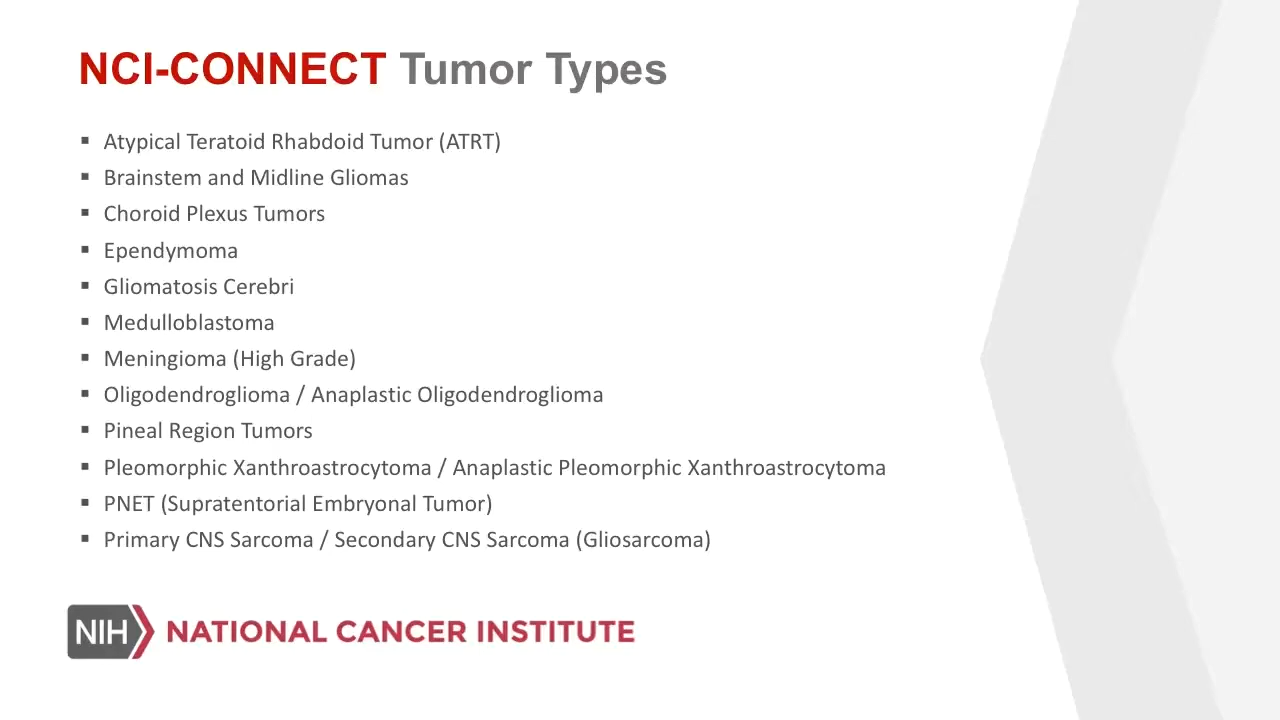 NCI-CONNECT Tumor Types
▪ Atypical Teratoid Rhabdoid Tumor (ATRT)
▪ Brainstem and Midline Gliomas
▪ Choroid Plexus Tumors
▪ Ependymoma
▪ Gliomatosis Cerebri
▪ Medulloblastoma
▪ Meningioma (High Grade)
▪ Oligodendroglioma / Anaplastic Oligodendroglioma
▪ Pineal Region Tumors
▪ Pleomorphic Xanthroastrocytoma / Anaplastic Pleomorphic Xanthroastrocytoma
▪ PNET (Supratentorial Embryonal Tumor)
▪ Primary CNS Sarcoma / Secondary CNS Sarcoma (Gliosarcoma)
NIH NATIONAL CANCER INSTITUTE